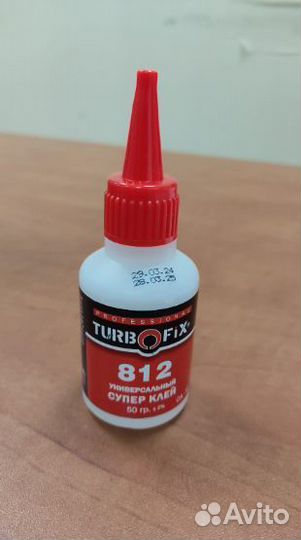 29.03.24
28.03.25
PROFESSIONAL
TURBOFIX
812
УНИВЕРСАЛЬНЫЙ
СУПЕР КЛЕЙ
50 гр.
Avito